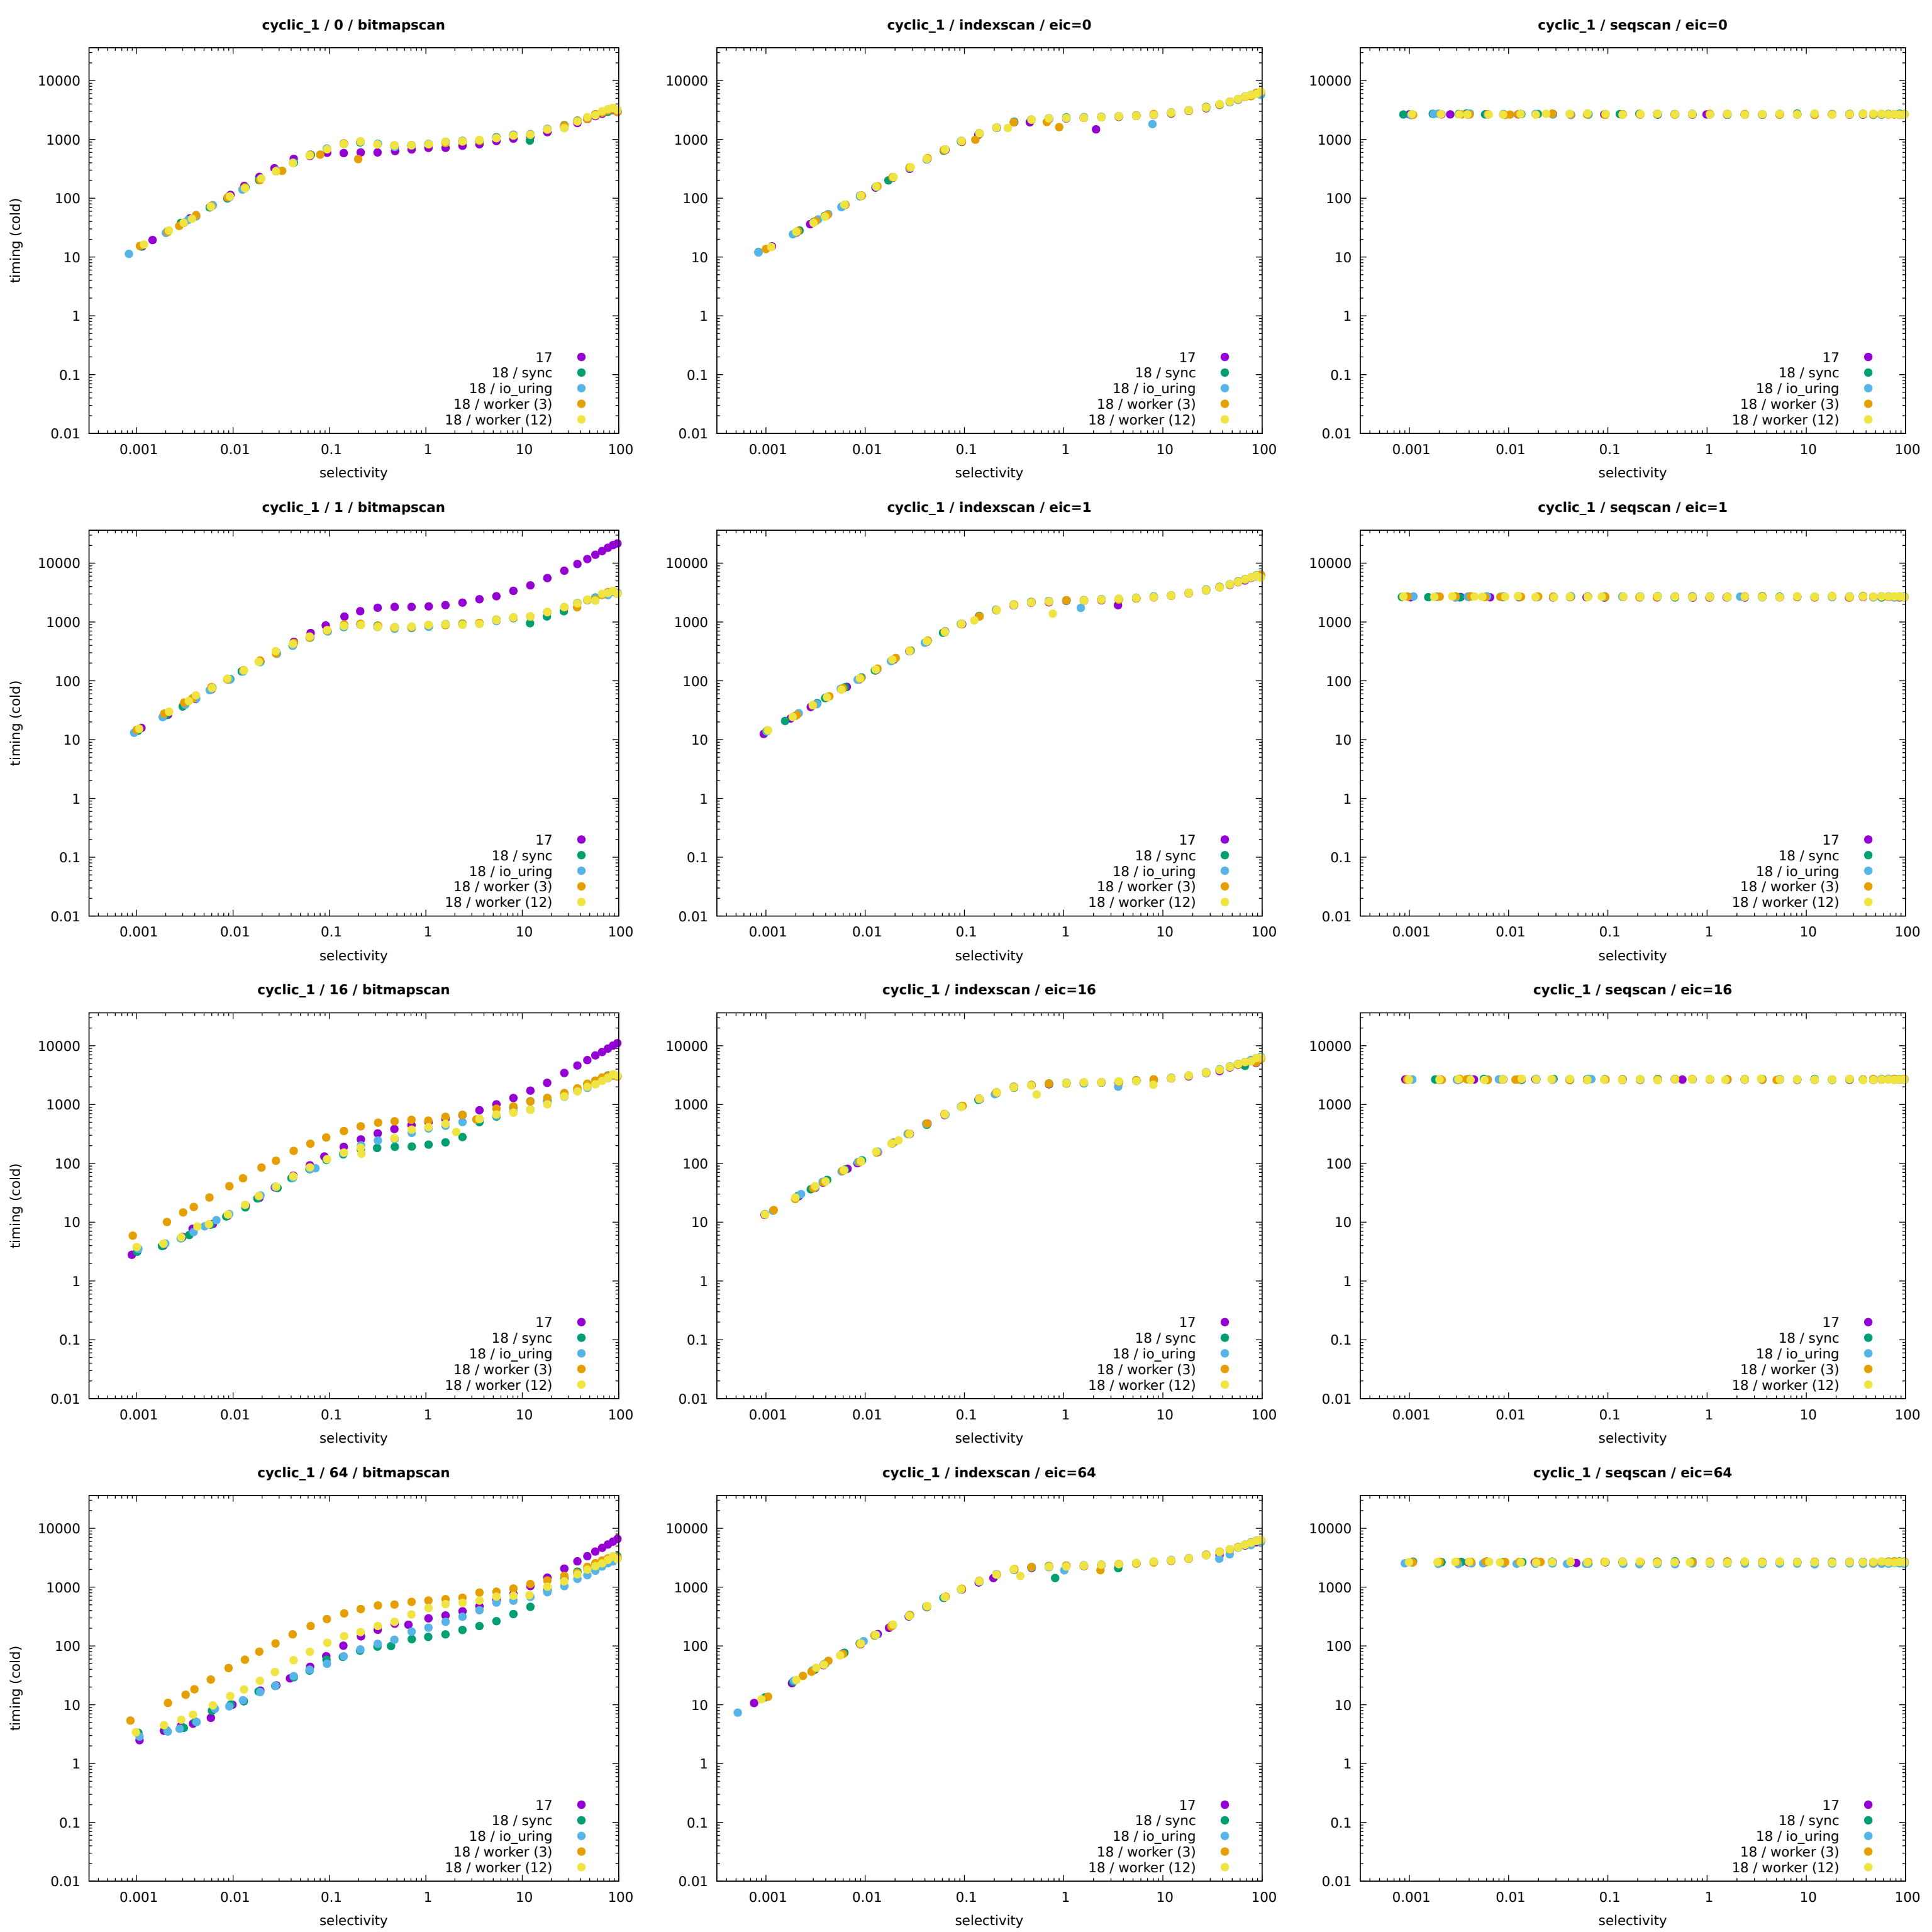 cyclic_1 / 0 / bitmapscan
timing (cold)
10000
1000
100
10
1
0.1
0.01
17
18 / sync
18 / io_uring
18 / worker (3)
18 / worker (12)
0.001 0.01 0.1 1 10 100
selectivity
cyclic_1 / indexscan / eic=0
10000
1000
100
10
1
0.1
0.01
17
18 / sync
18 / io_uring
18 / worker (3)
18 / worker (12)
0.001 0.01 0.1 1 10 100
selectivity
cyclic_1 / seqscan / eic=0
10000
1000
100
10
1
0.1
0.01
17
18 / sync
18 / io_uring
18 / worker (3)
18 / worker (12)
0.001 0.01 0.1 1 10 100
selectivity
cyclic_1 / 1 / bitmapscan
timing (cold)
10000
1000
100
10
1
0.1
0.01
17
18 / sync
18 / io_uring
18 / worker (3)
18 / worker (12)
0.001 0.01 0.1 1 10 100
selectivity
cyclic_1 / indexscan / eic=1
10000
1000
100
10
1
0.1
0.01
17
18 / sync
18 / io_uring
18 / worker (3)
18 / worker (12)
0.001 0.01 0.1 1 10 100
selectivity
cyclic_1 / seqscan / eic=1
10000
1000
100
10
1
0.1
0.01
17
18 / sync
18 / io_uring
18 / worker (3)
18 / worker (12)
0.001 0.01 0.1 1 10 100
selectivity
cyclic_1 / 16 / bitmapscan
timing (cold)
10000
1000
100
10
1
0.1
0.01
17
18 / sync
18 / io_uring
18 / worker (3)
18 / worker (12)
0.001 0.01 0.1 1 10 100
selectivity
cyclic_1 / indexscan / eic=16
10000
1000
100
10
1
0.1
0.01
17
18 / sync
18 / io_uring
18 / worker (3)
18 / worker (12)
0.001 0.01 0.1 1 10 100
selectivity
cyclic_1 / seqscan / eic=16
10000
1000
100
10
1
0.1
0.01
17
18 / sync
18 / io_uring
18 / worker (3)
18 / worker (12)
0.001 0.01 0.1 1 10 100
selectivity
cyclic_1 / 64 / bitmapscan
timing (cold)
10000
1000
100
10
1
0.1
0.01
17
18 / sync
18 / io_uring
18 / worker (3)
18 / worker (12)
0.001 0.01 0.1 1 10 100
selectivity
cyclic_1 / indexscan / eic=64
10000
1000
100
10
1
0.1
0.01
17
18 / sync
18 / io_uring
18 / worker (3)
18 / worker (12)
0.001 0.01 0.1 1 10 100
selectivity
cyclic_1 / seqscan / eic=64
10000
1000
100
10
1
0.1
0.01
17
18 / sync
18 / io_uring
18 / worker (3)
18 / worker (12)
0.001 0.01 0.1 1 10 100
selectivity